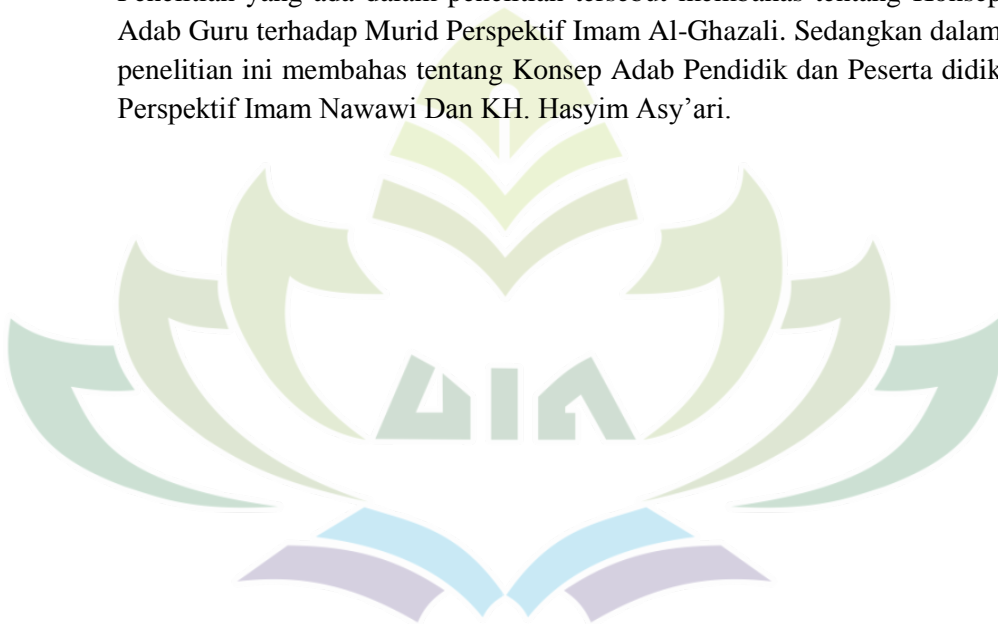 Penelitian yang ada dalam penelitian tersebut membahas tentang Konsep
Adab Guru terhadap Murid Perspektif Imam Al-Ghazali. Sedangkan dalam
penelitian ini membahas tentang Konsep Adab Pendidik dan Peserta didik
Perspektif Imam Nawawi Dan KH. Hasyim Asy’ari.
UIN